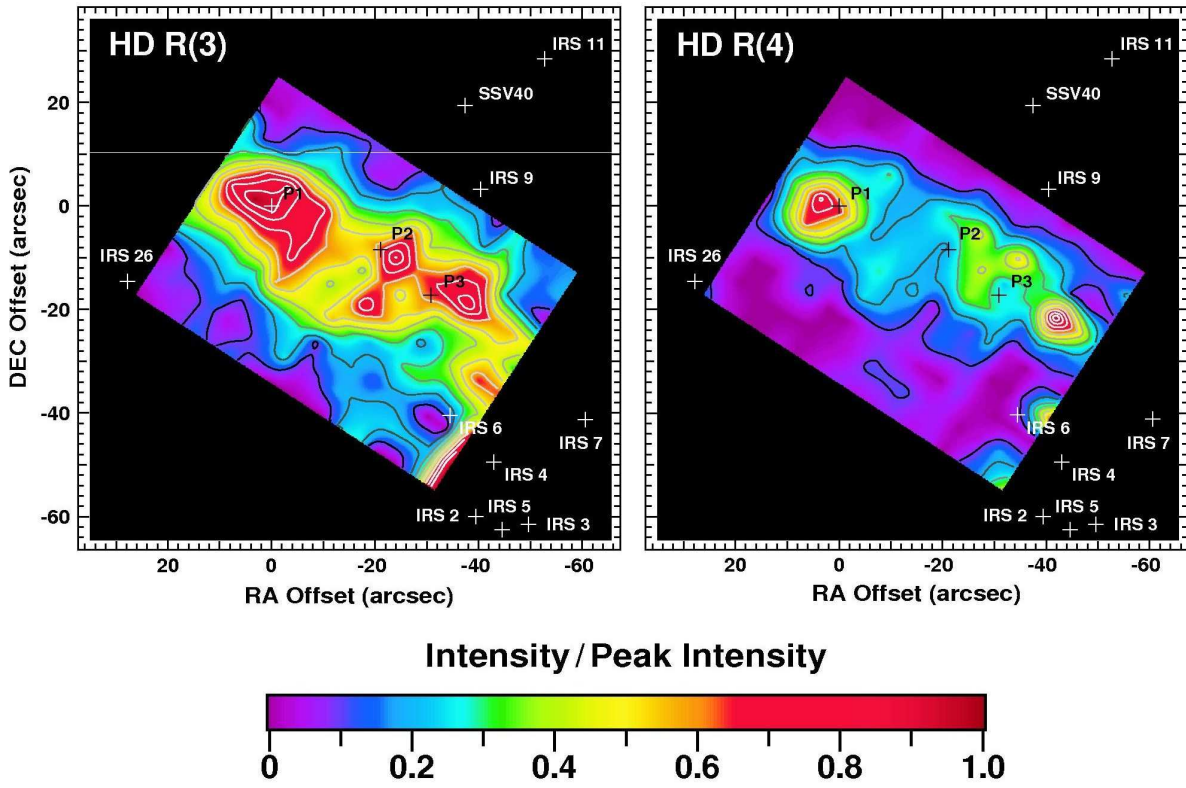 HD R(3)
IRS 11
SSV40
IRS 9
P1
P2
P3
IRS 26
IRS 6
IRS 7
IRS 4
IRS 5
IRS 2
IRS 3
20
0
-20
-40
-60
DEC Offset (arcsec)
20 0 -20 -40 -60
RA Offset (arcsec)
HD R(4)
IRS 11
SSV40
IRS 9
P1
P2
P3
IRS 26
IRS 6
IRS 7
IRS 4
IRS 5
IRS 2
IRS 3
20 0 -20 -40 -60
RA Offset (arcsec)
Intensity / Peak Intensity
0 0.2 0.4 0.6 0.8 1.0